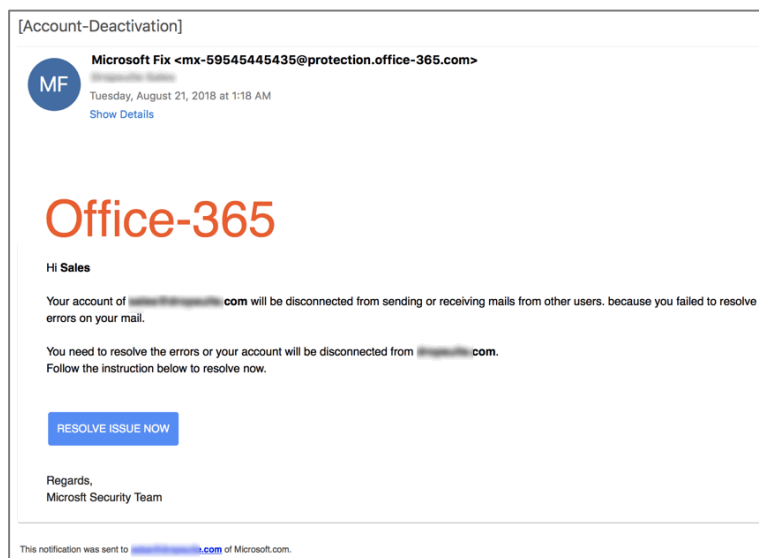 [Account-Deactivation]
MF
Microsoft Fix <mx-59545445435@protection.office-365.com>
Tuesday, August 21, 2018 at 1:18 AM
Show Details
Office-365
Hi Sales
Your account of .com will be disconnected from sending or receiving mails from other users. because you failed to resolve
errors on your mail.
You need to resolve the errors or your account will be disconnected from .com.
Follow the instruction below to resolve now.
RESOLVE ISSUE NOW
Regards,
Microsft Security Team
This notification was sent to .com of Microsoft.com.